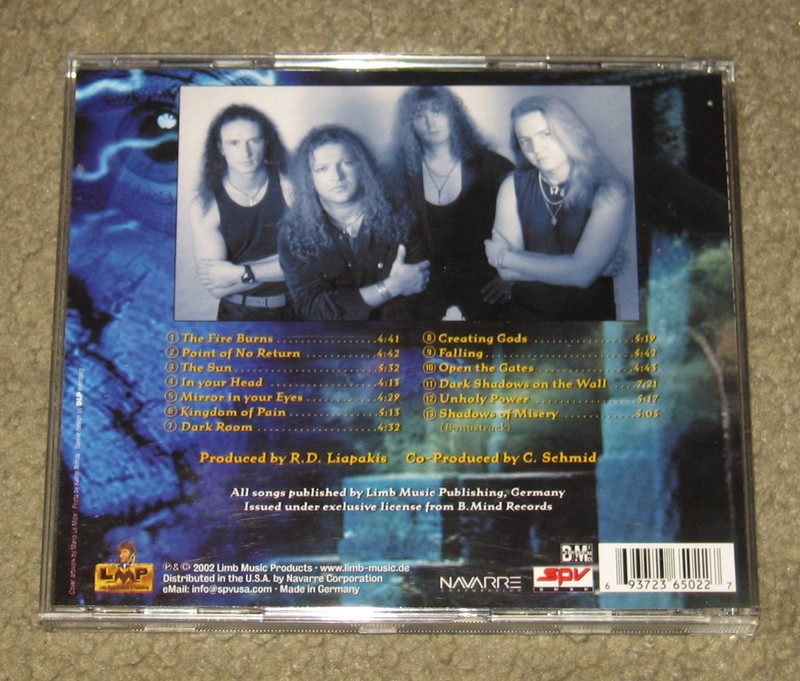 ① The Fire Burns ..................4:41
② Point of No Return .............4:42
③ The Sun .........................5:32
④ In your Head ...................4:13
⑤ Mirror in your Eyes .............4:29
⑥ Kingdom of Pain ................5:13
⑦ Dark Room ......................4:32
⑧ Creating Gods ...................5:19
⑨ Falling ..........................5:42
⑩ Open the Gates .................4:43
⑪ Dark Shadows on the Wall ....7:21
⑫ Unholy Power ..................5:17
⑬ Shadows of Misery .............5:05
(Bonustrack)
Produced by R.D. Liapakis Co-Produced by C. Schmid
All songs published by Limb Music Publishing, Germany
Issued under exclusive license from B.Mind Records
LMP
℗ & © 2002 Limb Music Products · www.limb-music.de
Distributed in the U.S.A. by Navarre Corporation
eMail: info@spvusa.com · Made in Germany
NAVARRE
CORPORATION
spv
6 93723 65022 7